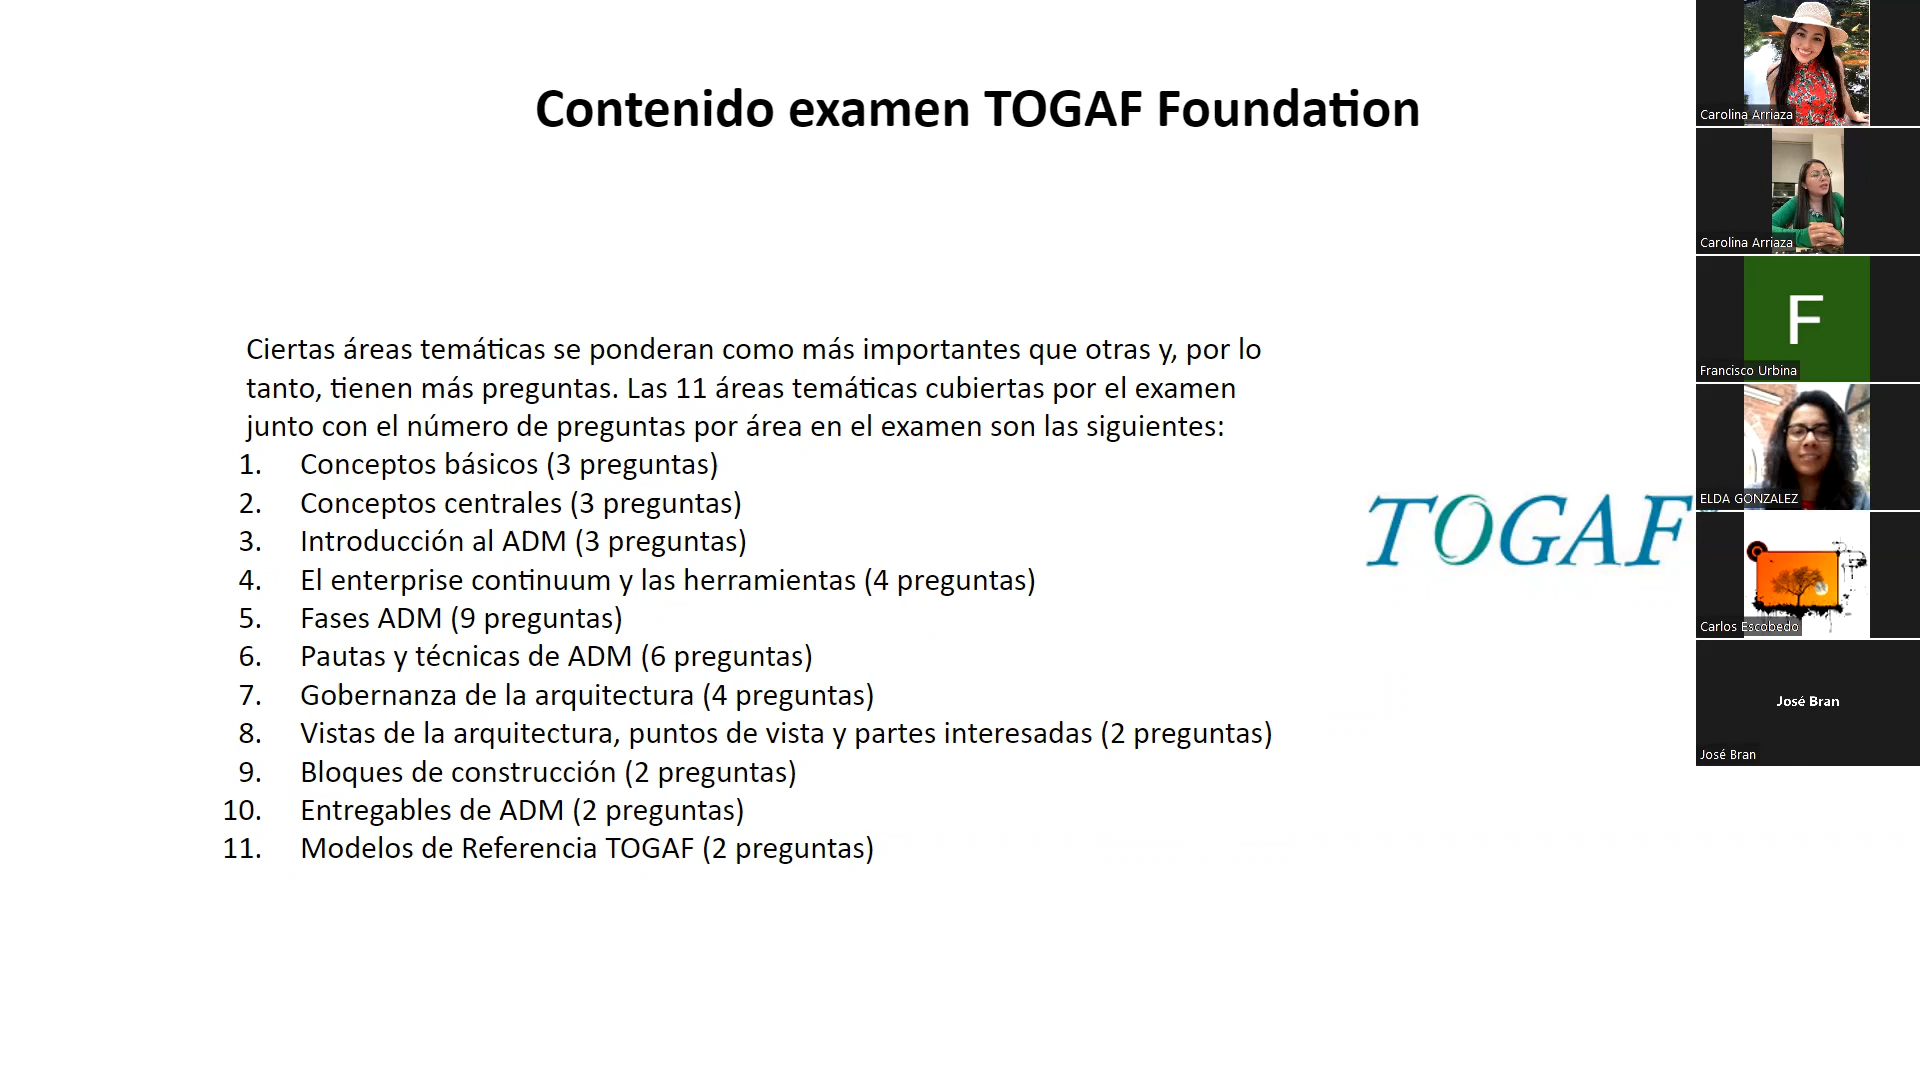 Contenido examen TOGAF Foundation
Ciertas áreas temáticas se ponderan como más importantes que otras y, por lo
tanto, tienen más preguntas. Las 11 áreas temáticas cubiertas por el examen
junto con el número de preguntas por área en el examen son las siguientes:
1. Conceptos básicos (3 preguntas)
2. Conceptos centrales (3 preguntas)
3. Introducción al ADM (3 preguntas)
4. El enterprise continuum y las herramientas (4 preguntas)
5. Fases ADM (9 preguntas)
6. Pautas y técnicas de ADM (6 preguntas)
7. Gobernanza de la arquitectura (4 preguntas)
8. Vistas de la arquitectura, puntos de vista y partes interesadas (2 preguntas)
9. Bloques de construcción (2 preguntas)
10. Entregables de ADM (2 preguntas)
11. Modelos de Referencia TOGAF (2 preguntas)
TOGAF
Carolina Arriaza
Carolina Arriaza
F
Francisco Urbina
ELDA GONZALEZ
Carlos Escobedo
José Bran
José Bran